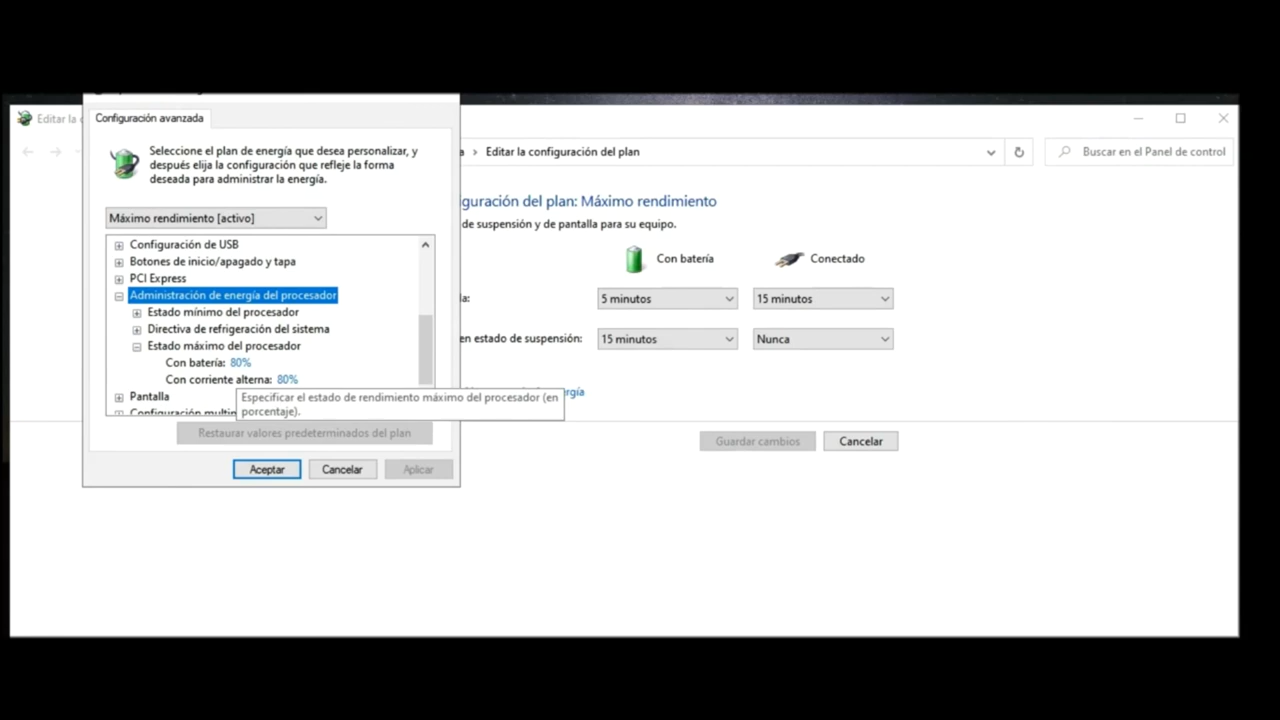 Editar la
Configuración avanzada
Seleccione el plan de energía que desea personalizar, y
después elija la configuración que refleje la forma
deseada para administrar la energía.
Máximo rendimiento [activo]
Configuración de USB
Botones de inicio/apagado y tapa
PCI Express
Administración de energía del procesador
Estado mínimo del procesador
Directiva de refrigeración del sistema
Estado máximo del procesador
Con batería: 80%
Con corriente alterna: 80%
Pantalla
Configuración multin
Especificar el estado de rendimiento máximo del procesador (en
porcentaje).
Restaurar valores predeterminados del plan
Aceptar
Cancelar
Aplicar
a › Editar la configuración del plan
Buscar en el Panel de control
iguración del plan: Máximo rendimiento
de suspensión y de pantalla para su equipo.
Con batería
Conectado
la:
5 minutos
15 minutos
en estado de suspensión:
15 minutos
Nunca
rgía
Guardar cambios
Cancelar